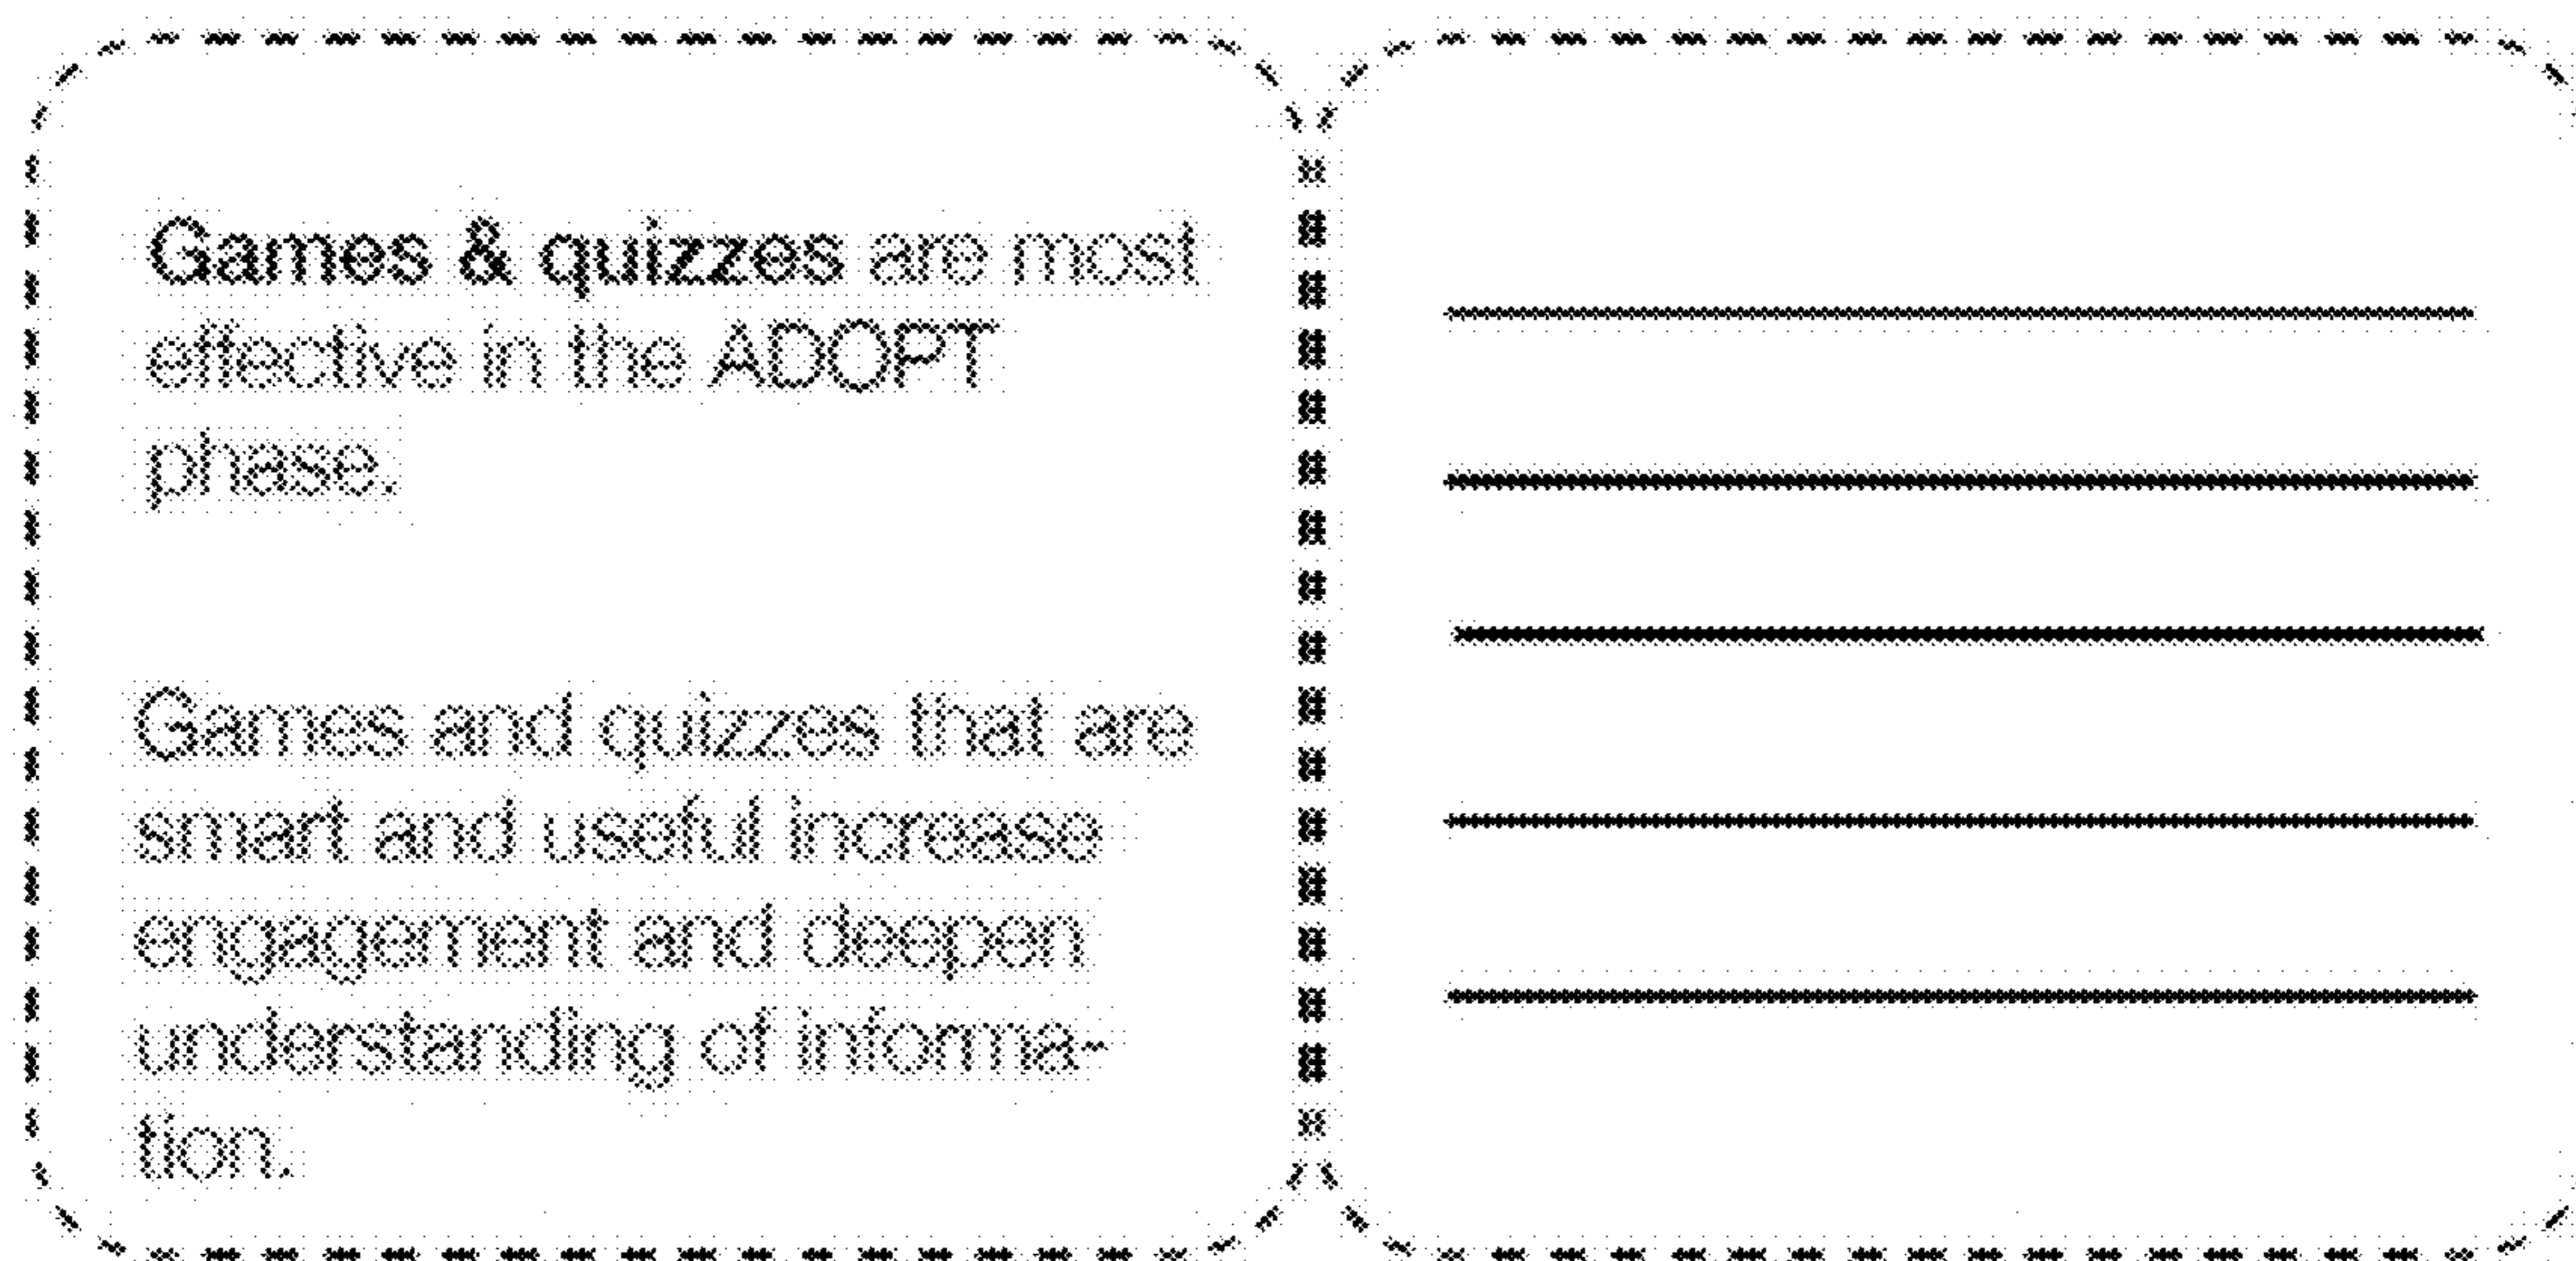 Games & quizzes are most
effective in the ADOPT
phase.
Games and quizzes that are
smart and useful increase
engagement and deepen
understanding of informa-
tion.